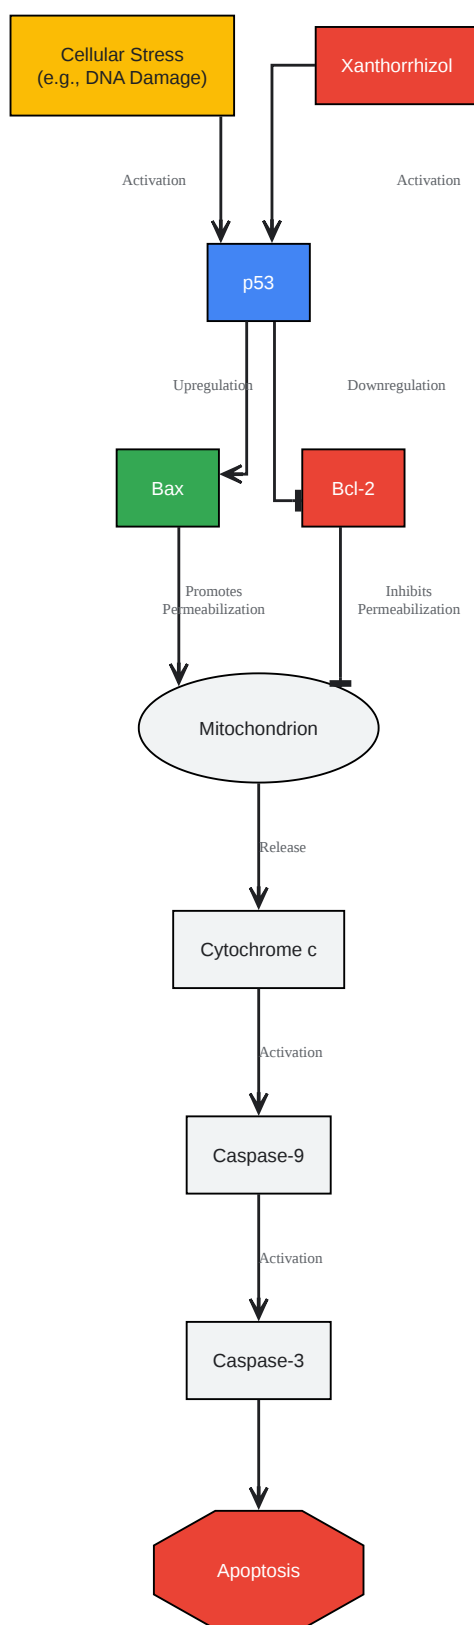 Cellular Stress
(e.g., DNA Damage)
Xanthorrhizol
Activation
Activation
p53
Upregulation
Downregulation
Bax
Bcl-2
Promotes
Permeabilization
Inhibits
Permeabilization
Mitochondrion
Release
Cytochrome c
Activation
Caspase-9
Activation
Caspase-3
Apoptosis